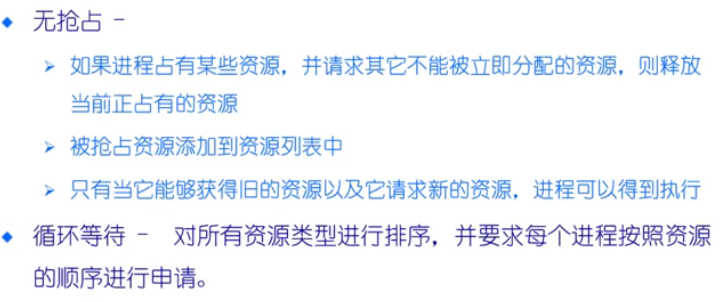 无抢占 -
如果进程占有某些资源，并请求其它不能被立即分配的资源，则释放
当前正占有的资源
被抢占资源添加到资源列表中
只有当它能够获得旧的资源以及它请求新的资源，进程可以得到执行
循环等待 - 对所有资源类型进行排序，并要求每个进程按照资源
的顺序进行申请。